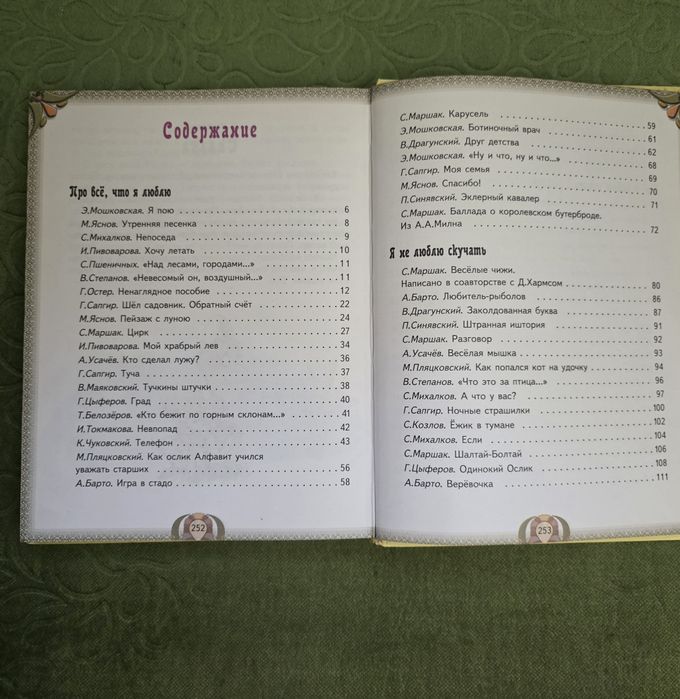 Содержание
Про всё, что я люблю
Э.Мошковская. Я пою 6
М.Яснов. Утренняя песенка 8
С.Михалков. Непоседа 9
И.Пивоварова. Хочу летать 10
С.Пшеничных. «Над лесами, городами...» 11
В.Степанов. «Невесомый он, воздушный...» 11
Г.Остер. Ненаглядное пособие 12
Г.Сапгир. Шёл садовник. Обратный счёт 22
М.Яснов. Пейзаж с луною 24
С.Маршак. Цирк 27
И.Пивоварова. Мой храбрый лев 34
А.Усачёв. Кто сделал лужу? 36
Г.Сапгир. Туча 37
В.Маяковский. Тучкины штучки 38
Г.Цыферов. Град 40
Т.Белозёров. «Кто бежит по горным склонам...» 41
И.Токмакова. Невпопад 42
К.Чуковский. Телефон 43
М.Пляцковский. Как ослик Алфавит учился
уважать старших 56
А.Барто. Игра в стадо 58
252
С.Маршак. Карусель 59
Э.Мошковская. Ботиночный врач 61
В.Драгунский. Друг детства 62
Э.Мошковская. «Ну и что, ну и что...» 68
Г.Сапгир. Моя семья 69
М.Яснов. Спасибо! 70
П.Синявский. Эклерный кавалер 71
С.Маршак. Баллада о королевском бутерброде.
Из А.А.Милна 72
Я не люблю скучать
С.Маршак. Весёлые чижи.
Написано в соавторстве с Д.Хармсом 80
А.Барто. Любитель-рыболов 86
В.Драгунский. Заколдованная буква 87
П.Синявский. Штранная иштория 91
С.Маршак. Разговор 92
А.Усачёв. Весёлая мышка 93
М.Пляцковский. Как попался кот на удочку 94
В.Степанов. «Что это за птица...» 96
С.Михалков. А что у вас? 97
Г.Сапгир. Ночные страшилки 100
С.Козлов. Ёжик в тумане 102
С.Михалков. Если 104
С.Маршак. Шалтай-Болтай 106
Г.Цыферов. Одинокий Ослик 108
А.Барто. Верёвочка 111
253